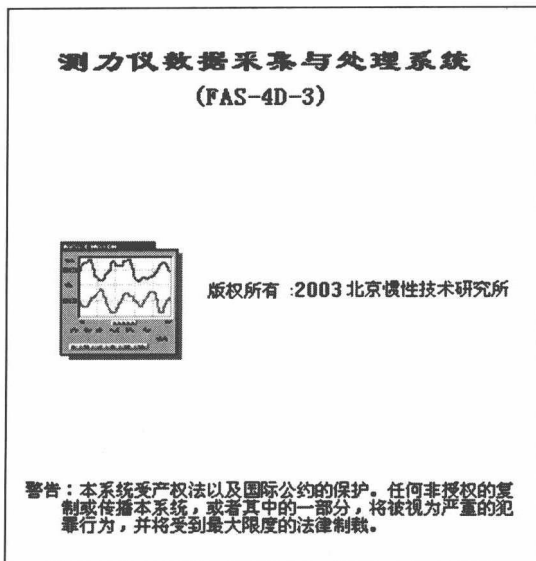 测力仪数据采集与处理系统
(FAS-4D-3)
版权所有 :2003 北京惯性技术研究所
警告：本系统受产权法以及国际公约的保护。任何非授权的复
制或传播本系统，或者其中的一部分，将被视为严重的犯
罪行为，并将受到最大限度的法律制裁。